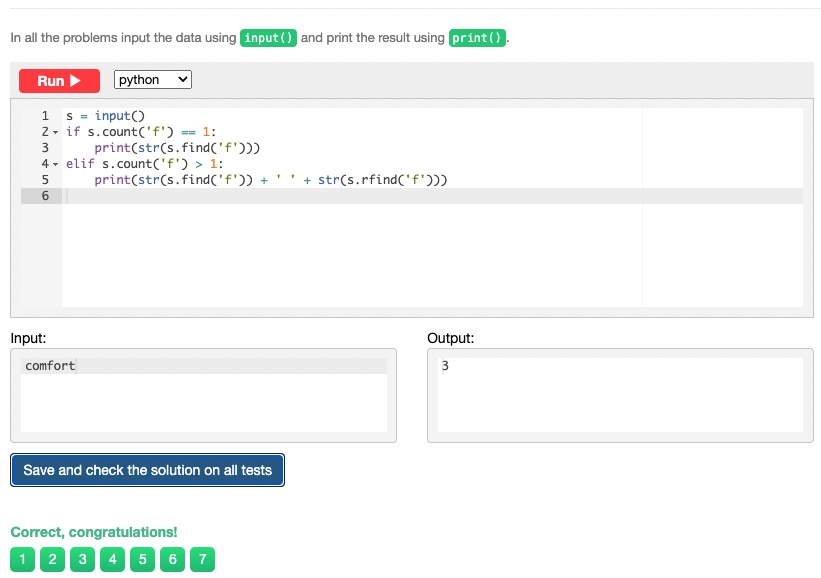 In all the problems input the data using input() and print the result using print().
Run ▶ python
1 s = input()
2 if s.count('f') == 1:
3     print(str(s.find('f')))
4 elif s.count('f') > 1:
5     print(str(s.find('f')) + ' ' + str(s.rfind('f')))
6
Input: Output:
comfort 3
Save and check the solution on all tests
Correct, congratulations!
1 2 3 4 5 6 7